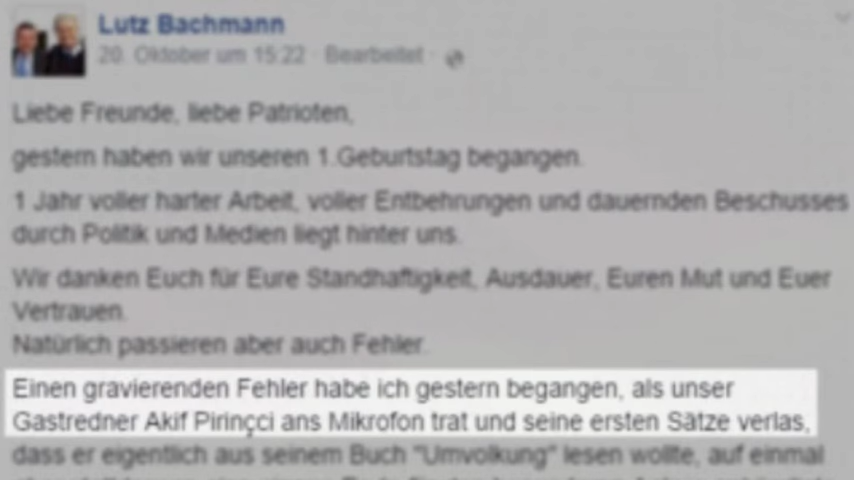 Lutz Bachmann
20. Oktober um 15:22 · Bearbeitet ·
Liebe Freunde, liebe Patrioten,
gestern haben wir unseren 1.Geburtstag begangen.
1 Jahr voller harter Arbeit, voller Entbehrungen und dauernden Beschusses
durch Politik und Medien liegt hinter uns.
Wir danken Euch für Eure Standhaftigkeit, Ausdauer, Euren Mut und Euer
Vertrauen.
Natürlich passieren aber auch Fehler.
Einen gravierenden Fehler habe ich gestern begangen, als unser
Gastredner Akif Pirinçci ans Mikrofon trat und seine ersten Sätze verlas,
dass er eigentlich aus seinem Buch "Umvolkung" lesen wollte, auf einmal